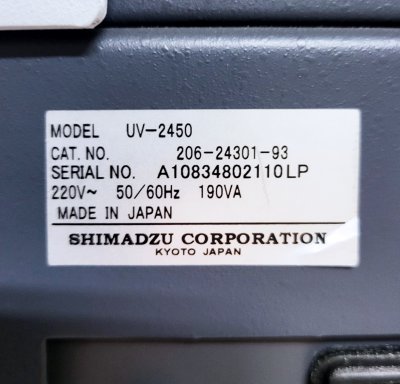 MODEL UV-2450
CAT. NO. 206-24301-93
SERIAL NO. A10834802110LP
220V~ 50/60Hz 190VA
MADE IN JAPAN
SHIMADZU CORPORATION
KYOTO JAPAN